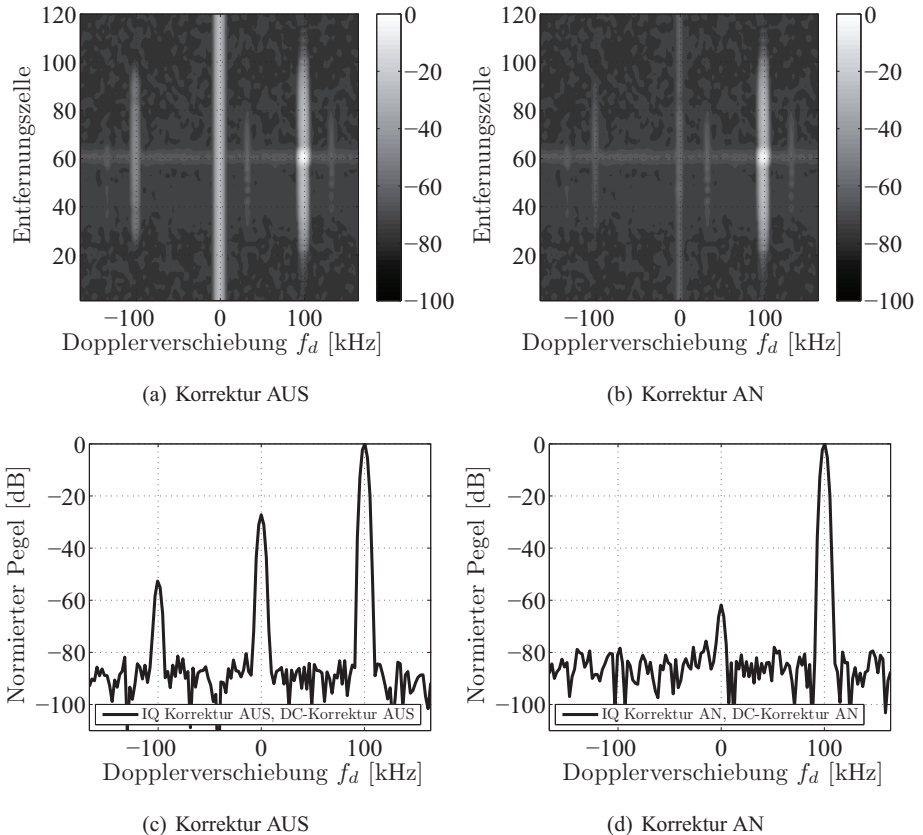 120
100
80
60
40
20
Entfernungszelle
−100 0 100
Dopplerverschiebung f_d [kHz]
0
−20
−40
−60
−80
−100
(a) Korrektur AUS
120
100
80
60
40
20
Entfernungszelle
−100 0 100
Dopplerverschiebung f_d [kHz]
0
−20
−40
−60
−80
−100
(b) Korrektur AN
0
−20
−40
−60
−80
−100
Normierter Pegel [dB]
IQ Korrektur AUS, DC-Korrektur AUS
−100 0 100
Dopplerverschiebung f_d [kHz]
(c) Korrektur AUS
0
−20
−40
−60
−80
−100
Normierter Pegel [dB]
IQ Korrektur AN, DC-Korrektur AN
−100 0 100
Dopplerverschiebung f_d [kHz]
(d) Korrektur AN